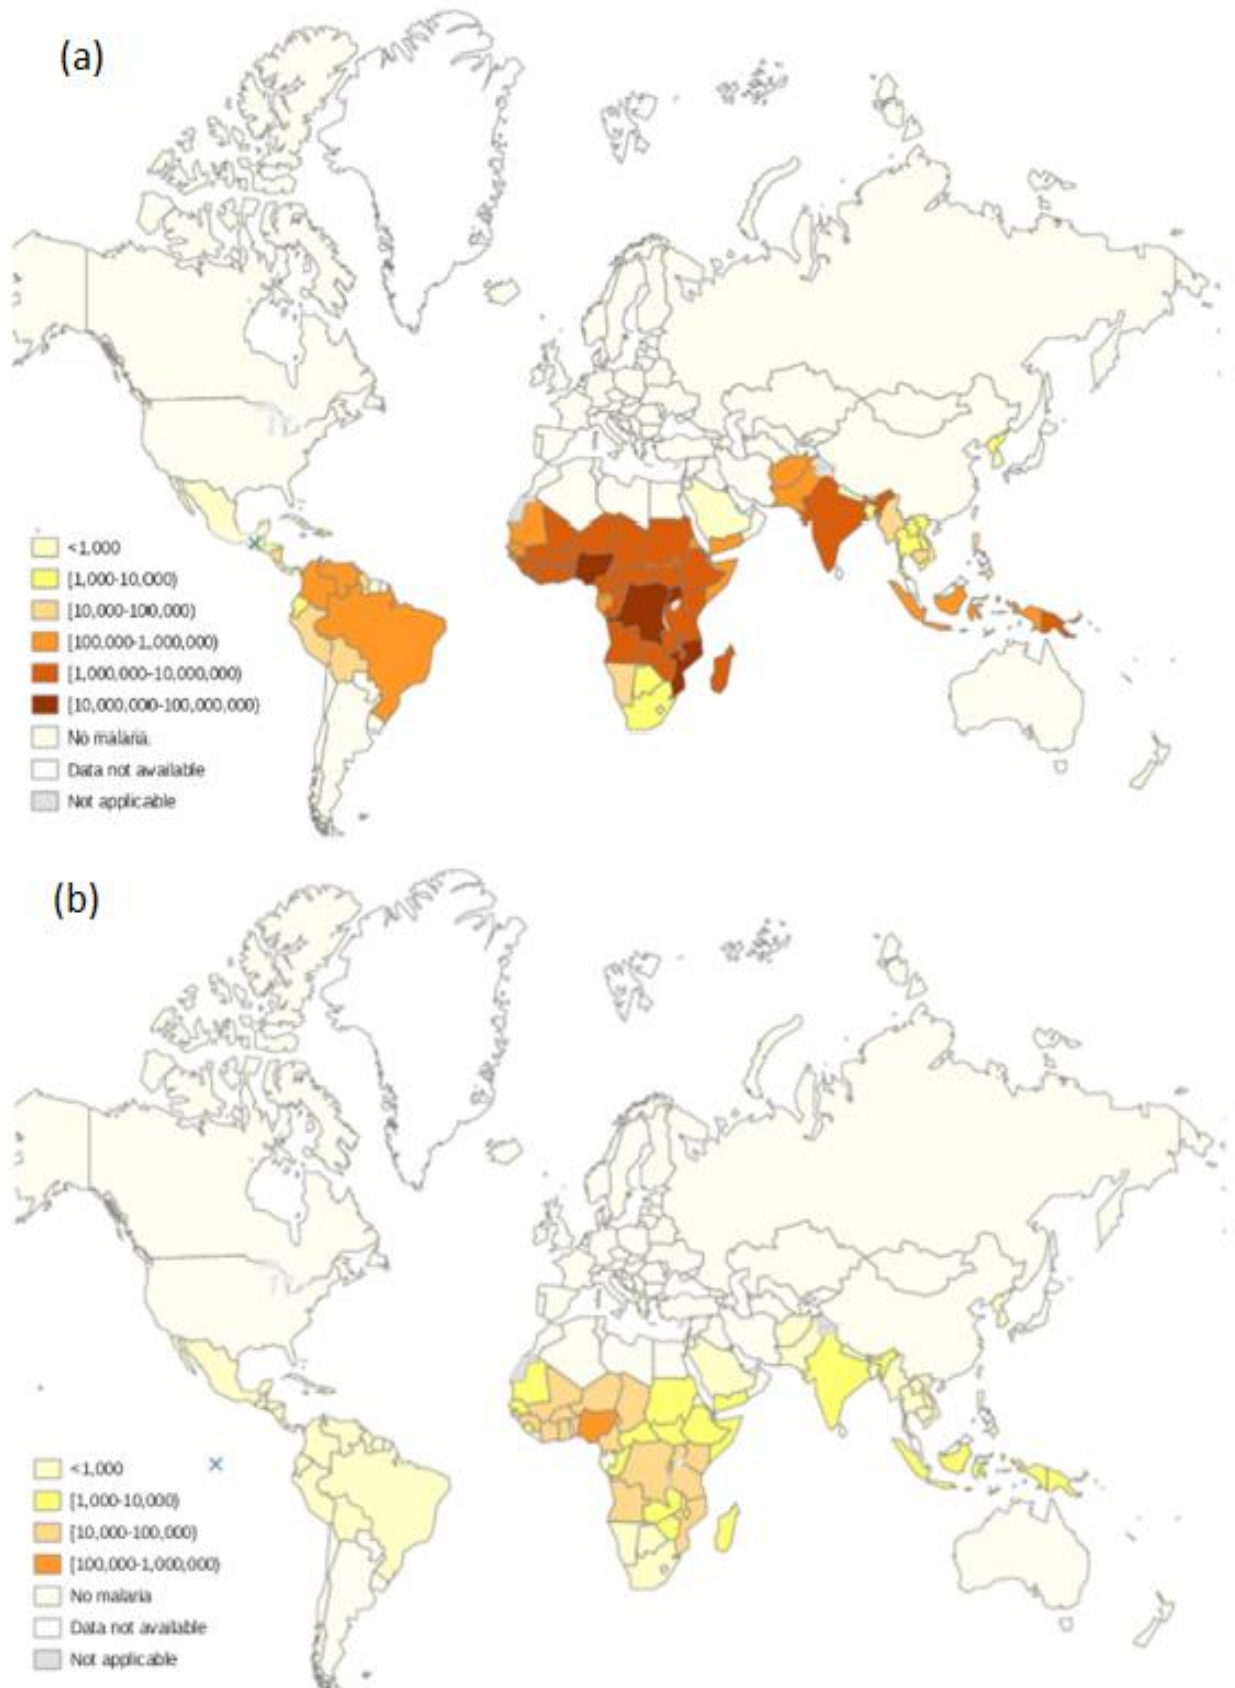 (a)
<1,000
[1,000-10,000)
[10,000-100,000)
[100,000-1,000,000)
[1,000,000-10,000,000)
[10,000,000-100,000,000)
No malaria
Data not available
Not applicable
(b)
<1,000
[1,000-10,000)
[10,000-100,000)
[100,000-1,000,000)
No malaria
Data not available
Not applicable